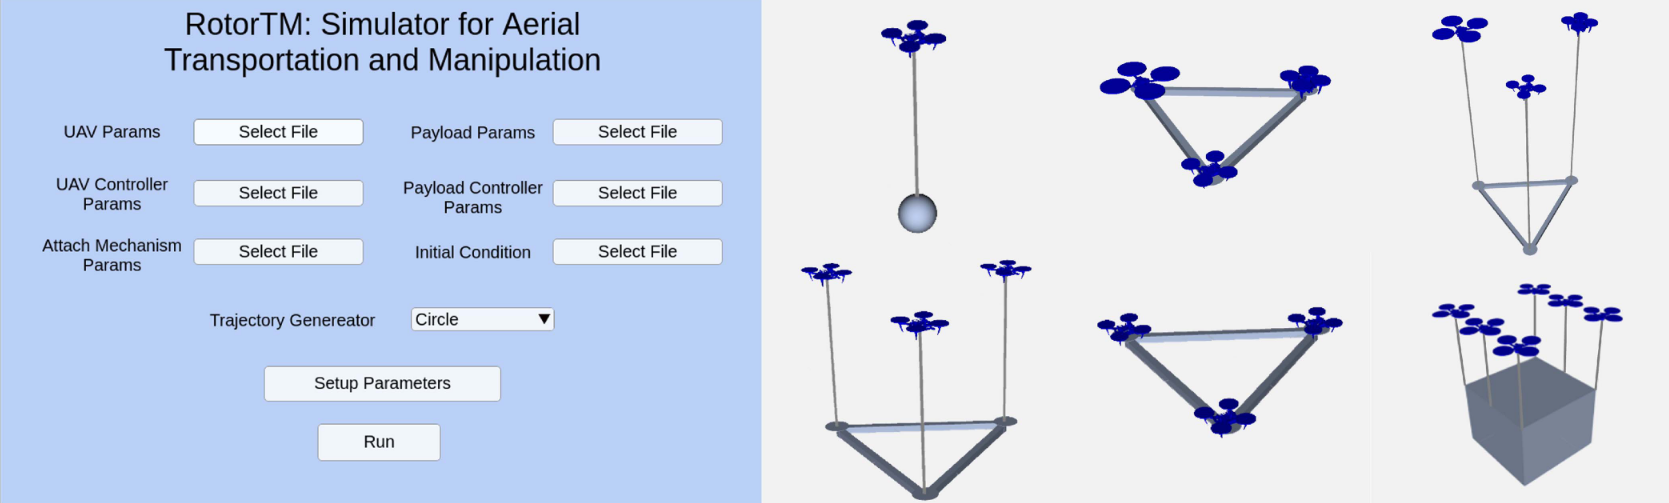 RotorTM: Simulator for Aerial
Transportation and Manipulation
UAV Params
Select File
Payload Params
Select File
UAV Controller
Params
Select File
Payload Controller
Params
Select File
Attach Mechanism
Params
Select File
Initial Condition
Select File
Trajectory Genereator
Circle
Setup Parameters
Run